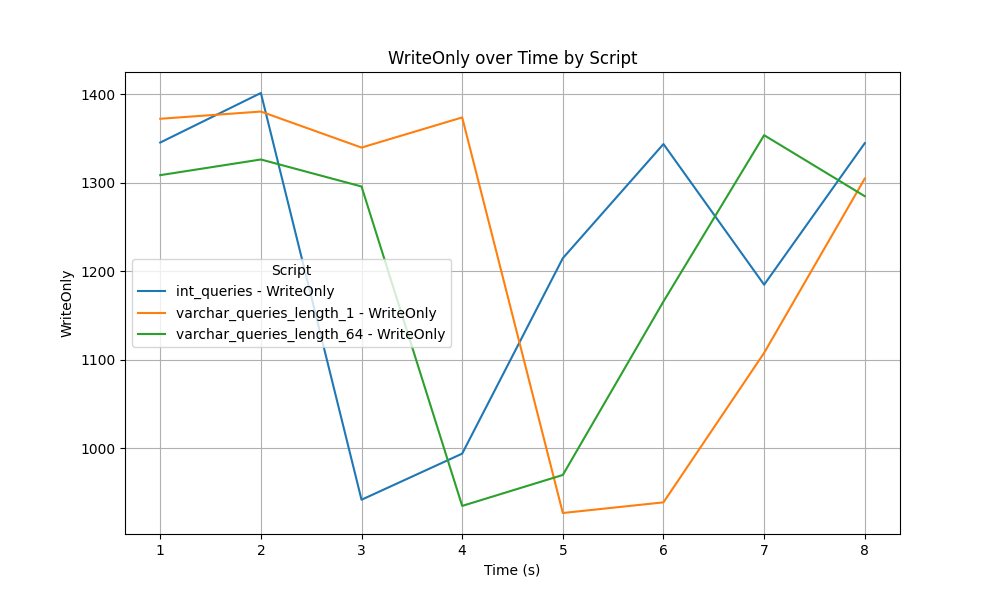 WriteOnly over Time by Script
1400
1300
1200
1100
1000
WriteOnly
Script
int_queries - WriteOnly
varchar_queries_length_1 - WriteOnly
varchar_queries_length_64 - WriteOnly
1 2 3 4 5 6 7 8
Time (s)